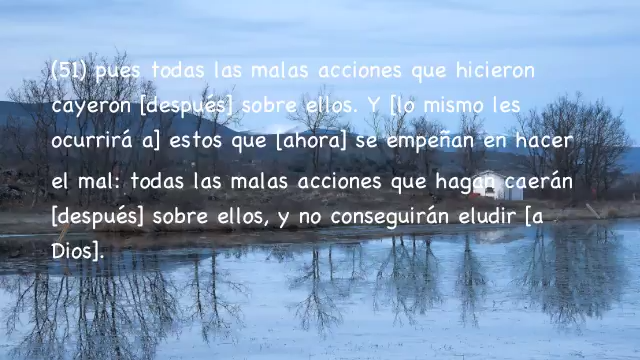 (51) pues todas las malas acciones que hicieron
cayeron [después] sobre ellos. Y [lo mismo les
ocurrirá a] estos que [ahora] se empeñan en hacer
el mal: todas las malas acciones que hagan caerán
[después] sobre ellos, y no conseguirán eludir [a
Dios].